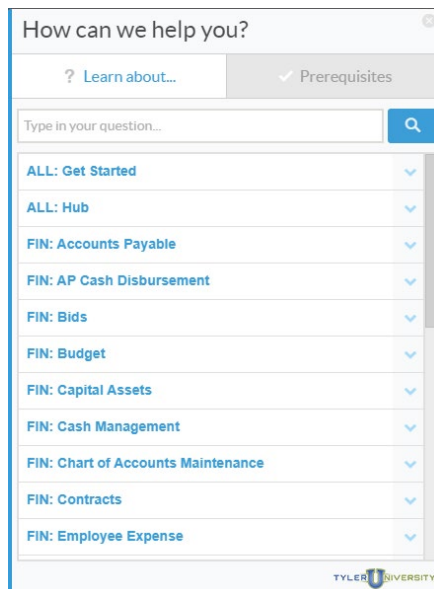 How can we help you?
? Learn about...
Prerequisites
Type in your question...
ALL: Get Started
ALL: Hub
FIN: Accounts Payable
FIN: AP Cash Disbursement
FIN: Bids
FIN: Budget
FIN: Capital Assets
FIN: Cash Management
FIN: Chart of Accounts Maintenance
FIN: Contracts
FIN: Employee Expense
TYLER UNIVERSITY